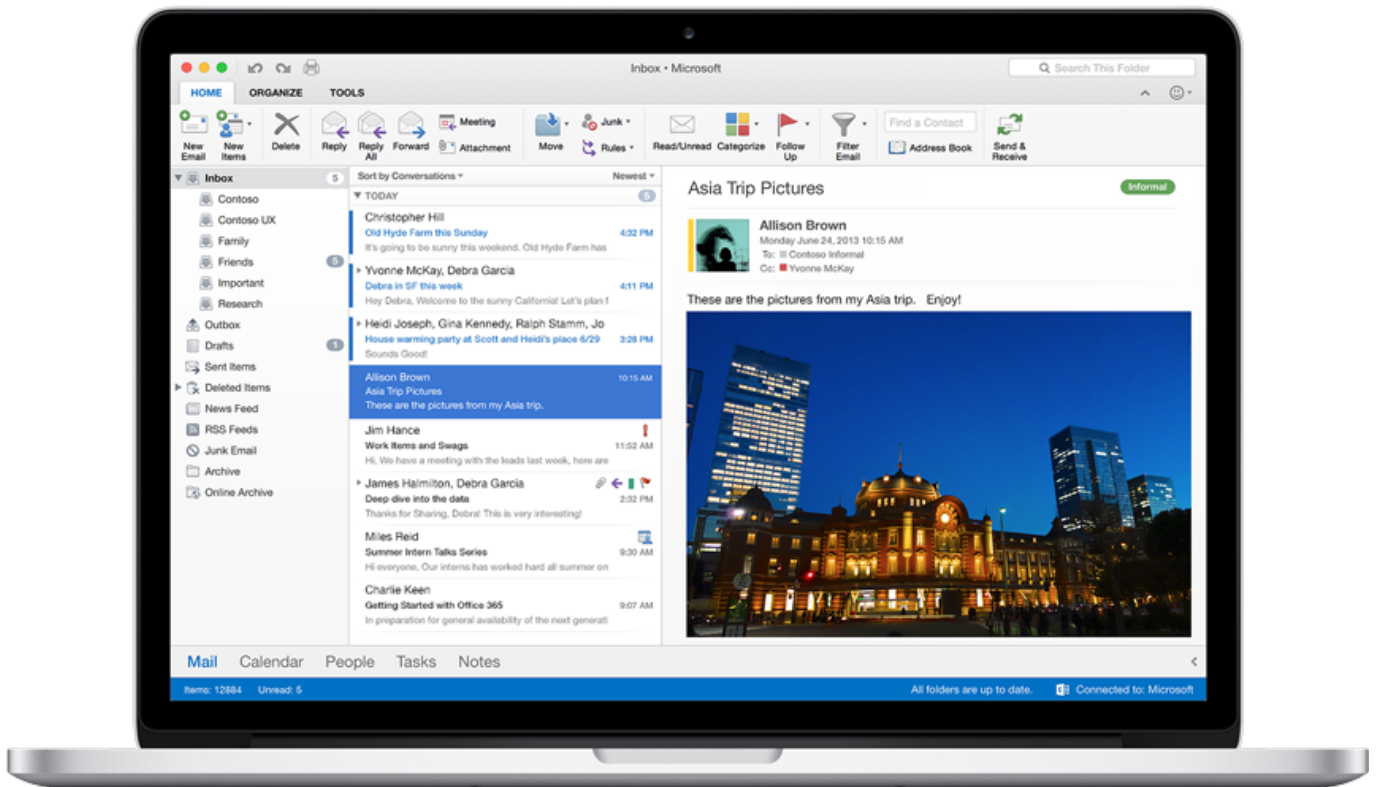 Inbox • Microsoft
Search This Folder
HOME ORGANIZE TOOLS
New Email
New Items
Delete
Reply
Reply All
Forward
Meeting
Attachment
Move
Junk
Rules
Read/Unread
Categorize
Follow Up
Filter Email
Find a Contact
Address Book
Send & Receive
Inbox 5
Contoso
Contoso UX
Family
Friends 5
Important
Research
Outbox
Drafts 1
Sent Items
Deleted Items
News Feed
RSS Feeds
Junk Email
Archive
Online Archive
Sort by Conversations Newest
TODAY 5
Christopher Hill
Old Hyde Farm this Sunday 4:32 PM
It's going to be sunny this weekend. Old Hyde Farm has
Yvonne McKay, Debra Garcia
Debra in SF this week 4:11 PM
Hey Debra, Welcome to the sunny California! Let's plan f
Heidi Joseph, Gina Kennedy, Ralph Stamm, Jo
House warming party at Scott and Heidi's place 6/29 3:28 PM
Sounds Good!
Allison Brown 10:15 AM
Asia Trip Pictures
These are the pictures from my Asia trip.
Jim Hance
Work Items and Swags 11:52 AM
Hi, We have a meeting with the leads last week, here are
James Halmilton, Debra Garcia
Deep dive into the data 2:32 PM
Thanks for Sharing, Debra! This is very interesting!
Miles Reid
Summer Intern Talks Series 9:30 AM
Hi everyone, Our interns has worked hard all summer on
Charlie Keen
Getting Started with Office 365 9:07 AM
In preparation for general availability of the next generati
Asia Trip Pictures Informal
Allison Brown
Monday June 24, 2013 10:15 AM
To: Contoso Informal
Cc: Yvonne McKay
These are the pictures from my Asia trip. Enjoy!
Mail Calendar People Tasks Notes
Items: 12884 Unread: 5 All folders are up to date. Connected to: Microsoft